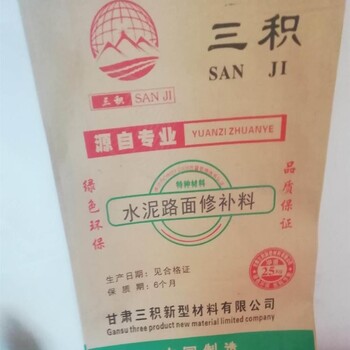 三积
SAN JI
三积 SAN JI
源自专业 YUANZI ZHUANYE
绿色环保
品质保证
特种材料
水泥路面修补料
25
生产日期：见合格证
保质期：6个月
甘肃三积新型材料有限公司
Gansu three product new material limited company